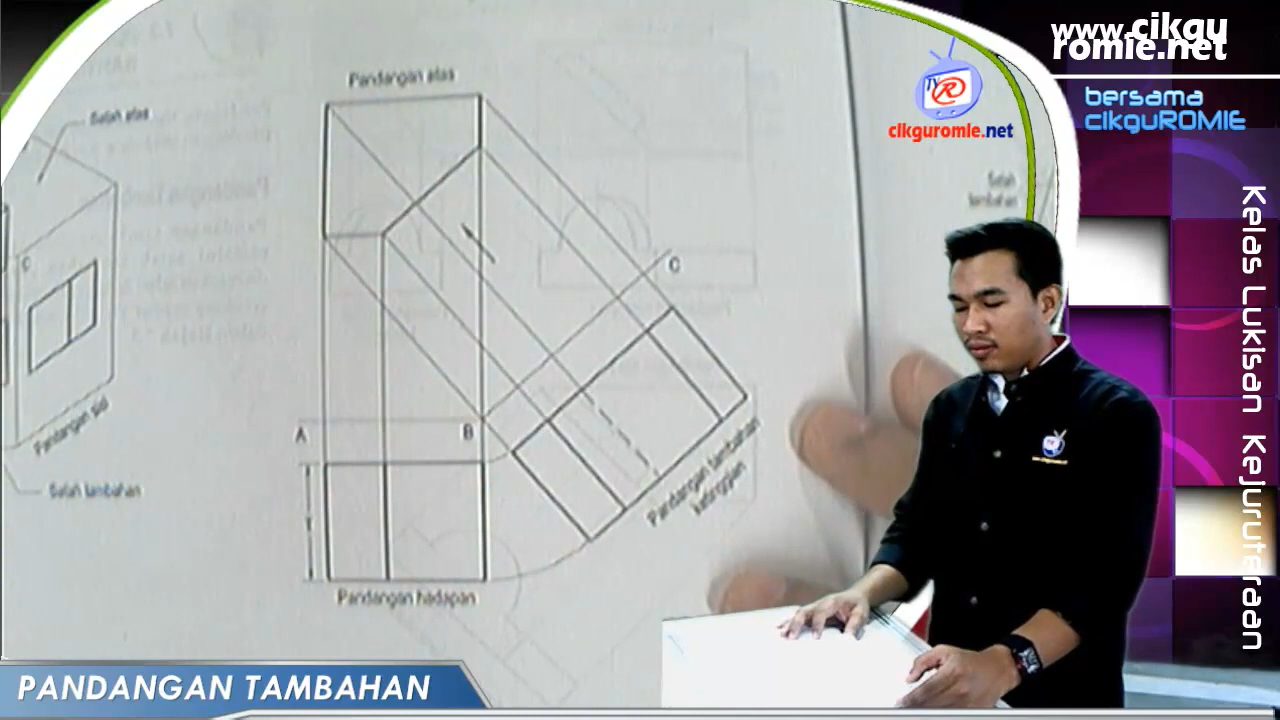 www.cikgu
romie.net
bersama
cikguROMIE
TV R
cikguromie.net
Kelas Lukisan Kejuruteraan
Pandangan atas
Satah atas
Satah
tambahan
C
C
A
B
Pandangan sisi
Pandangan tambahan
ketinggian
Satah tambahan
T
Pandangan hadapan
PANDANGAN TAMBAHAN